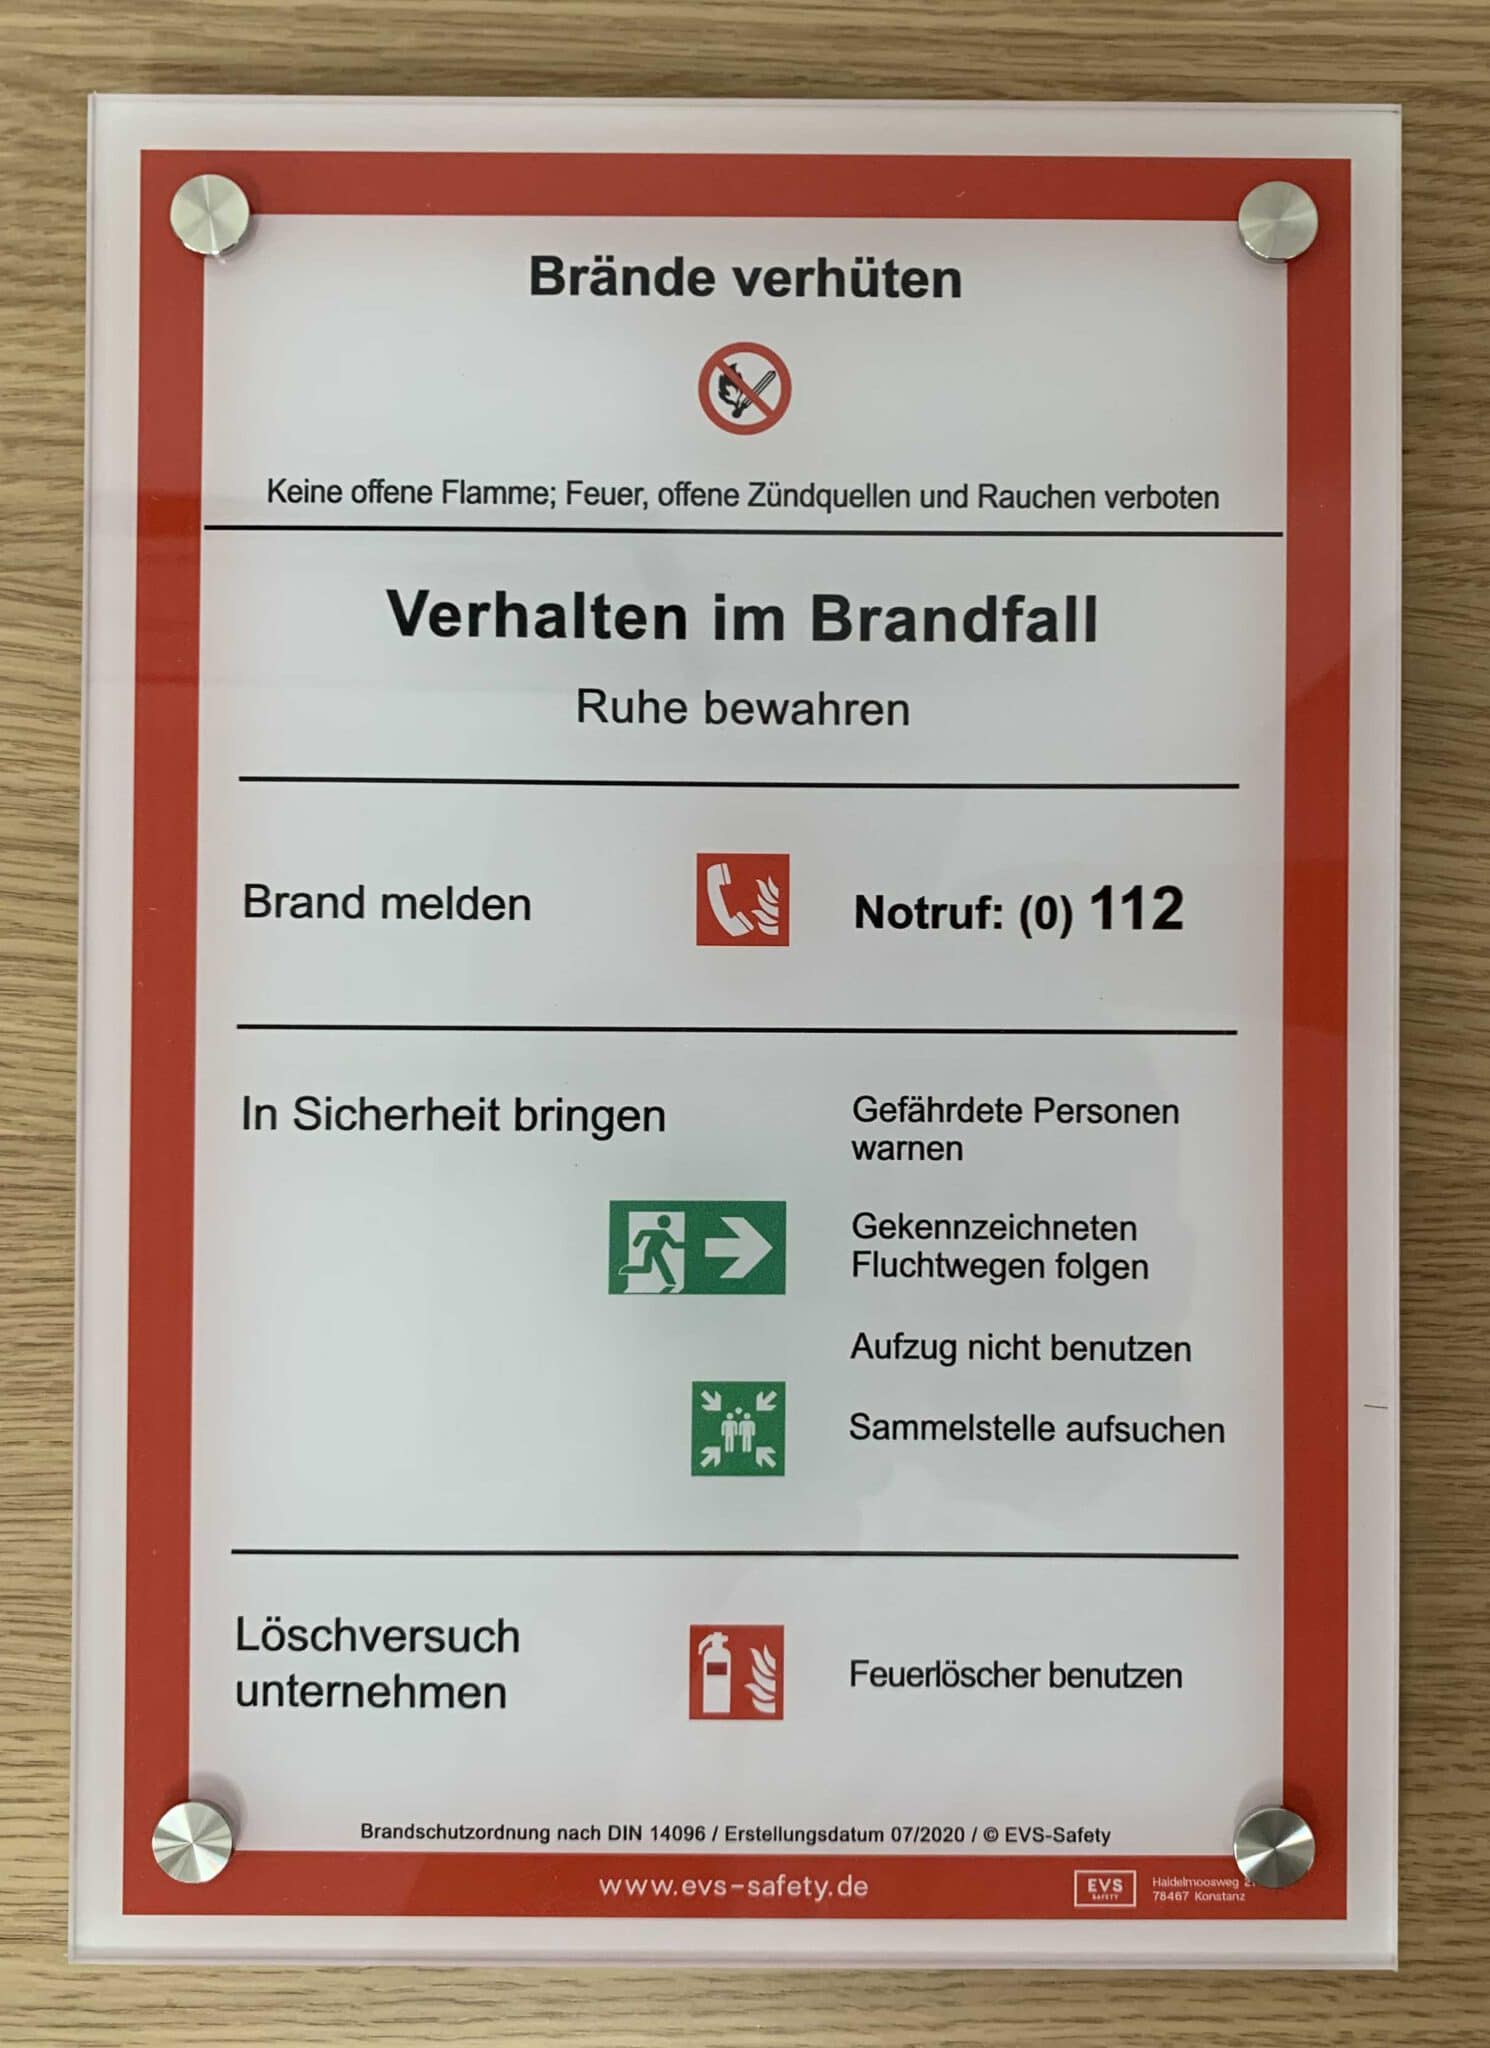 Brände verhüten
Keine offene Flamme; Feuer, offene Zündquellen und Rauchen verboten
Verhalten im Brandfall
Ruhe bewahren
Brand melden
Notruf: (0) 112
In Sicherheit bringen
Gefährdete Personen
warnen
Gekennzeichneten
Fluchtwegen folgen
Aufzug nicht benutzen
Sammelstelle aufsuchen
Löschversuch
unternehmen
Feuerlöscher benutzen
Brandschutzordnung nach DIN 14096 / Erstellungsdatum 07/2020 / © EVS-Safety
www.evs-safety.de
EVS
SAFETY
Haidelmoosweg
78467 Konstanz